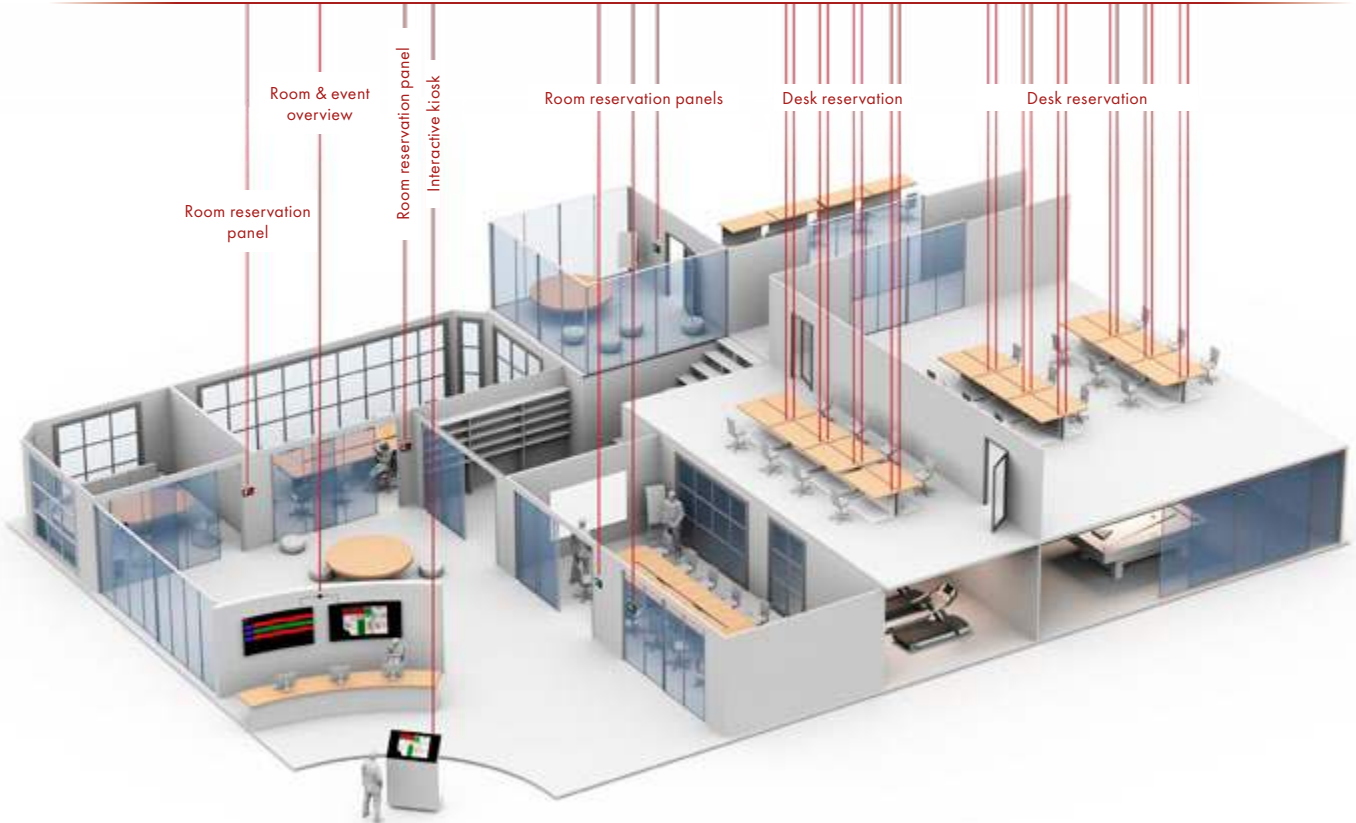 Room & event
overview
Room reservation panel
Interactive kiosk
Room reservation panels
Desk reservation
Desk reservation
Room reservation
panel